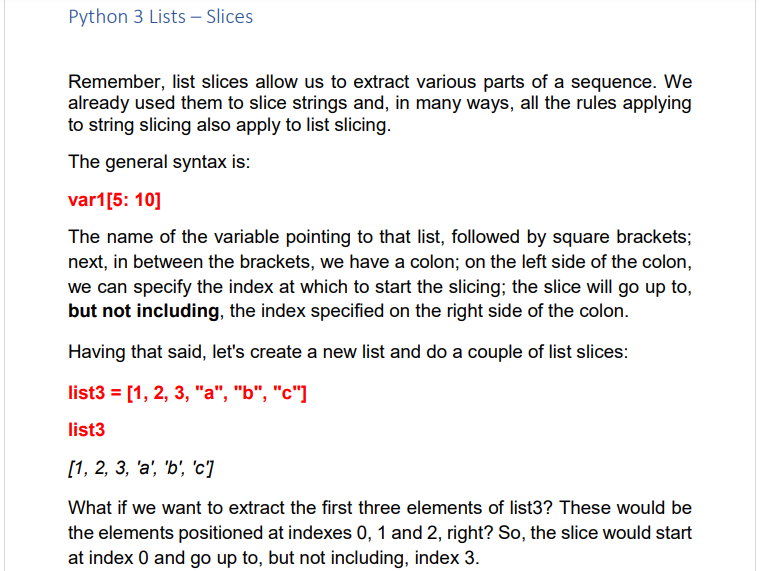 Python 3 Lists – Slices
Remember, list slices allow us to extract various parts of a sequence. We
already used them to slice strings and, in many ways, all the rules applying
to string slicing also apply to list slicing.
The general syntax is:
var1[5: 10]
The name of the variable pointing to that list, followed by square brackets;
next, in between the brackets, we have a colon; on the left side of the colon,
we can specify the index at which to start the slicing; the slice will go up to,
but not including, the index specified on the right side of the colon.
Having that said, let's create a new list and do a couple of list slices:
list3 = [1, 2, 3, "a", "b", "c"]
list3
[1, 2, 3, 'a', 'b', 'c']
What if we want to extract the first three elements of list3? These would be
the elements positioned at indexes 0, 1 and 2, right? So, the slice would start
at index 0 and go up to, but not including, index 3.